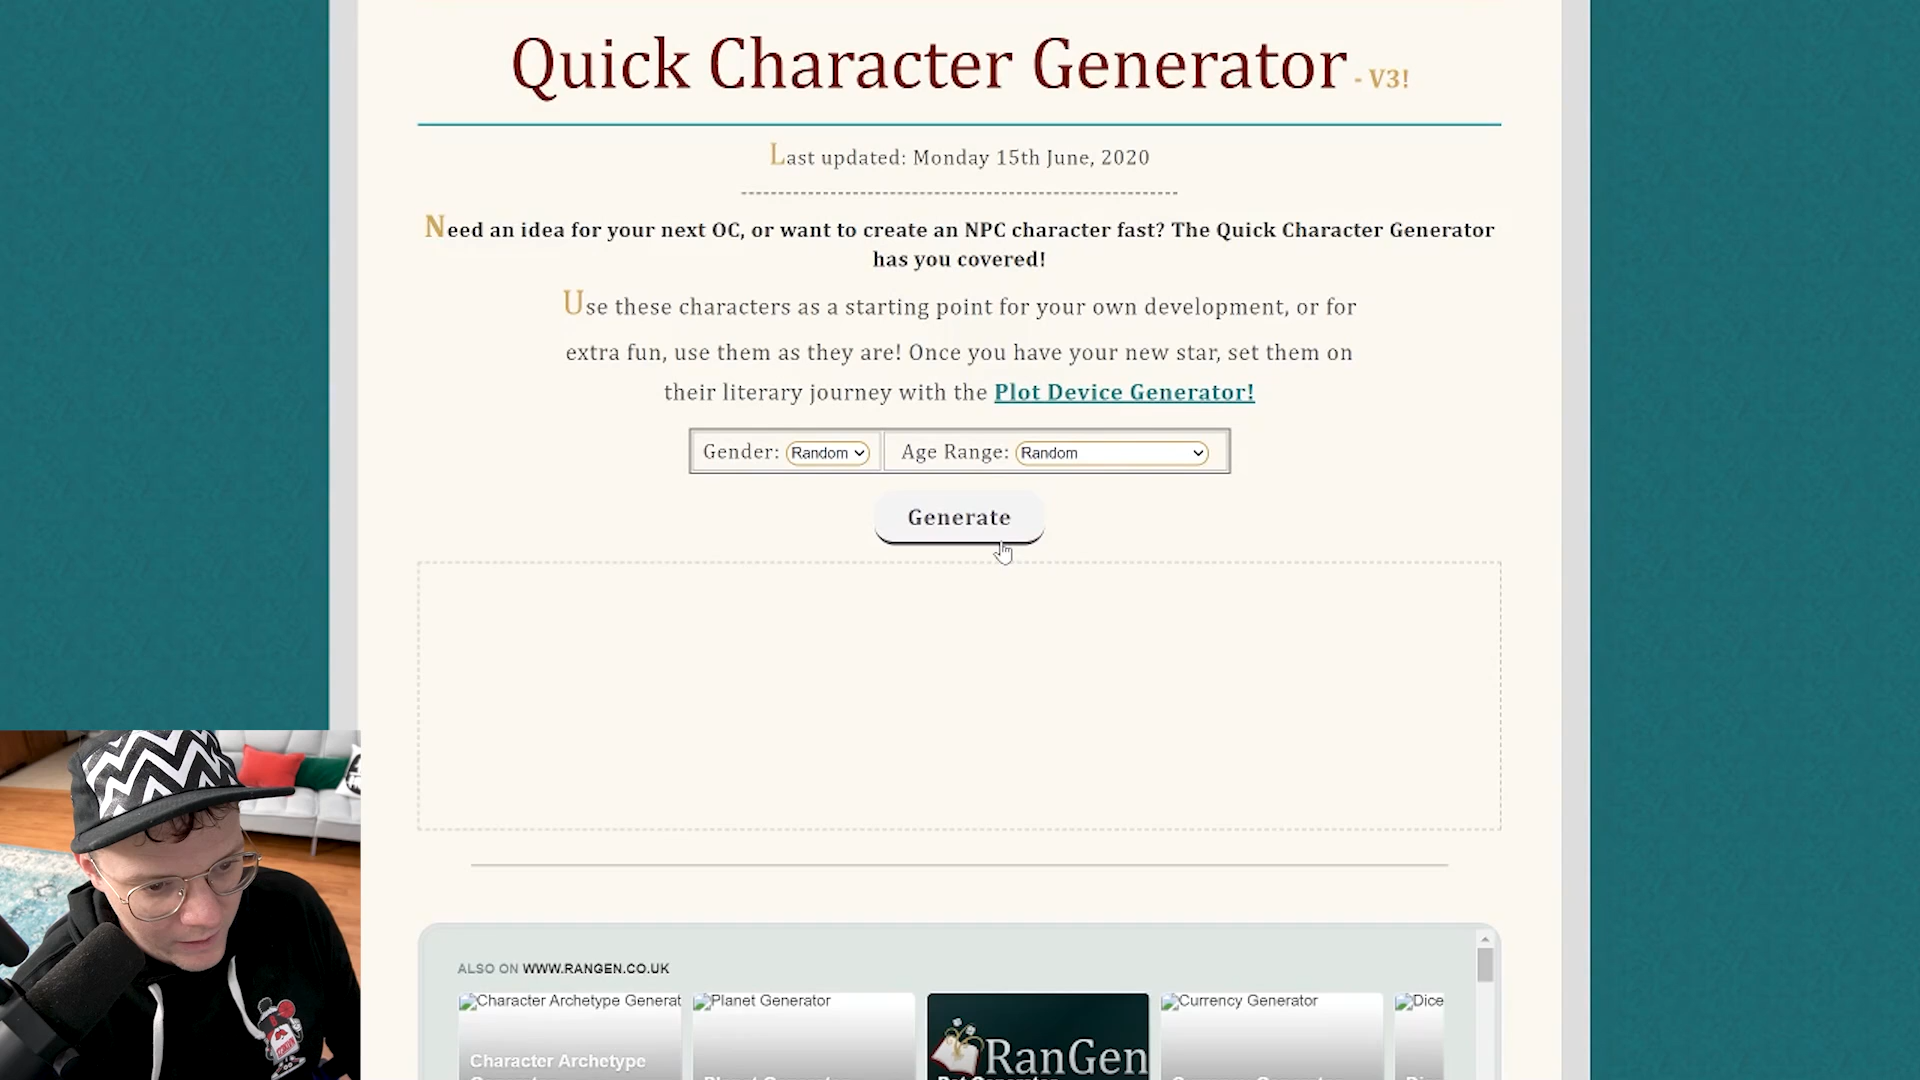 Quick Character Generator - V3!
Last updated: Monday 15th June, 2020
Need an idea for your next OC, or want to create an NPC character fast? The Quick Character Generator
has you covered!
Use these characters as a starting point for your own development, or for
extra fun, use them as they are! Once you have your new star, set them on
their literary journey with the Plot Device Generator!
Gender: Random Age Range: Random
Generate
ALSO ON WWW.RANGEN.CO.UK
Character Archetype Generat Planet Generator Currency Generator Dice
RanGen
Character Archetype